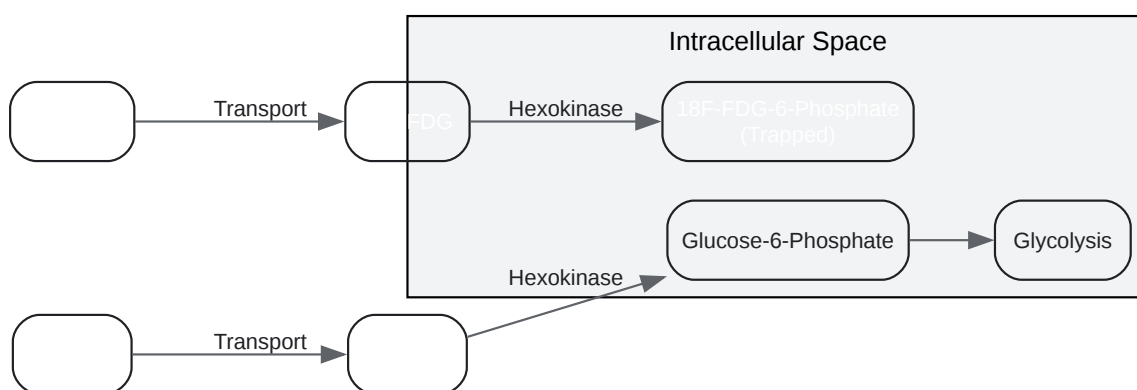 Intracellular Space
Transport
FDG
Hexokinase
18F-FDG-6-Phosphate
(Trapped)
Glucose-6-Phosphate
Glycolysis
Hexokinase
Transport